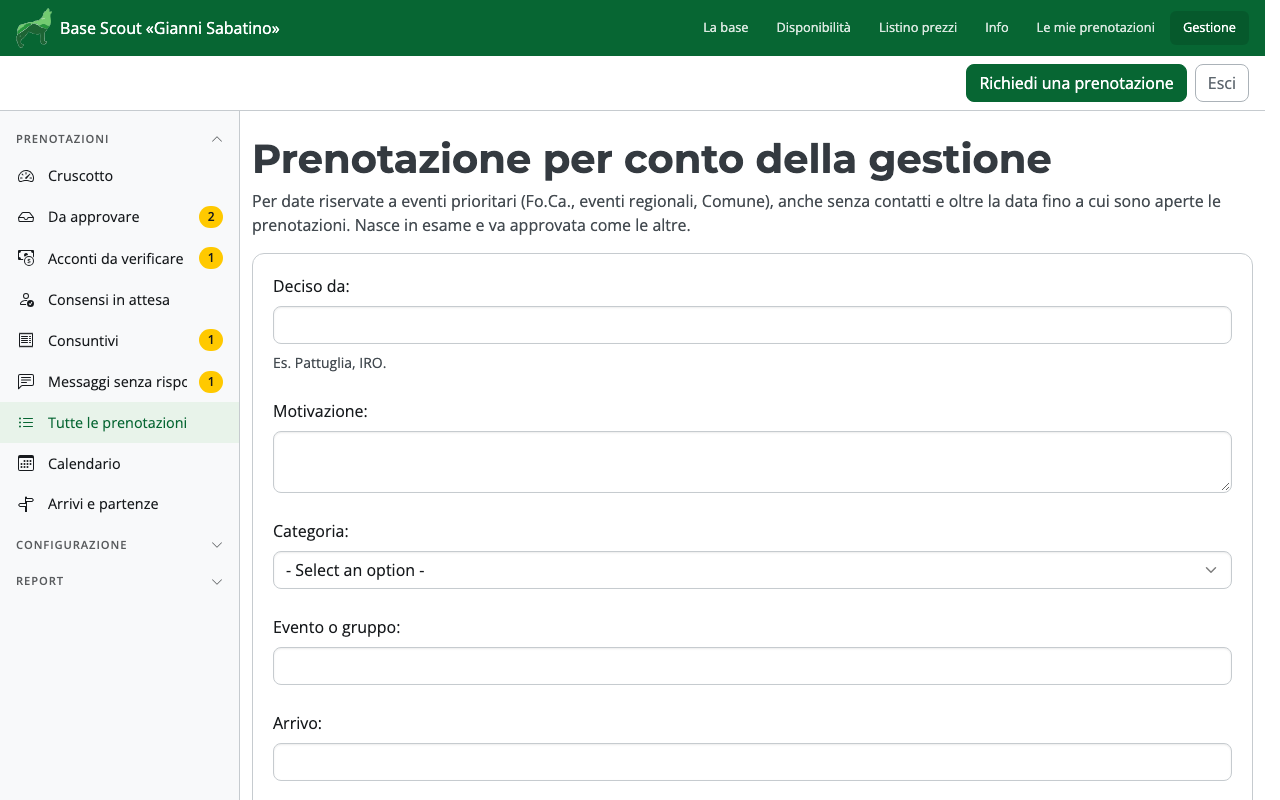 Base Scout «Gianni Sabatino»
La base
Disponibilità
Listino prezzi
Info
Le mie prenotazioni
Gestione
Richiedi una prenotazione
Esci
PRENOTAZIONI
Cruscotto
Da approvare 2
Acconti da verificare 1
Consensi in attesa
Consuntivi 1
Messaggi senza rispo 1
Tutte le prenotazioni
Calendario
Arrivi e partenze
CONFIGURAZIONE
REPORT
Prenotazione per conto della gestione
Per date riservate a eventi prioritari (Fo.Ca., eventi regionali, Comune), anche senza contatti e oltre la data fino a cui sono aperte le
prenotazioni. Nasce in esame e va approvata come le altre.
Deciso da:
Es. Pattuglia, IRO.
Motivazione:
Categoria:
- Select an option -
Evento o gruppo:
Arrivo: